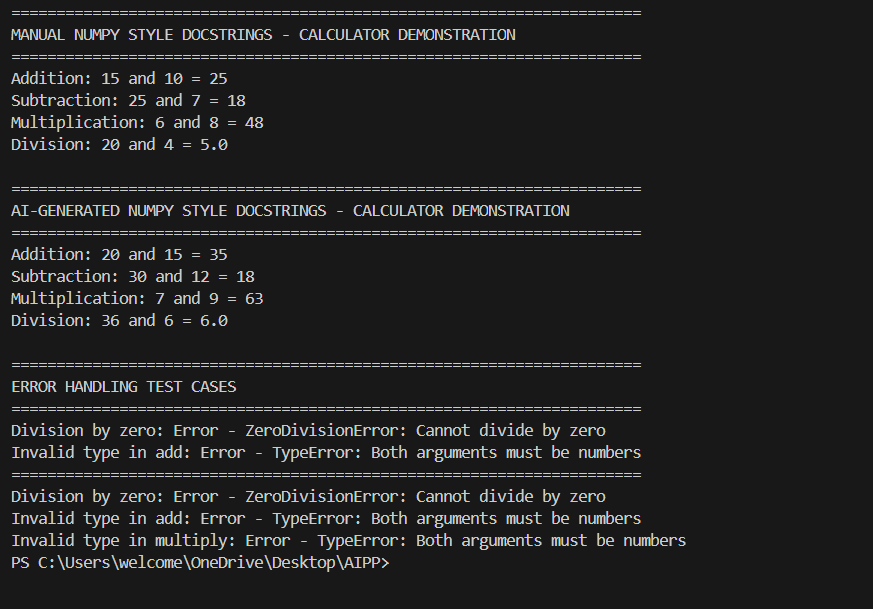 ======================================================================
MANUAL NUMPY STYLE DOCSTRINGS - CALCULATOR DEMONSTRATION
======================================================================
Addition: 15 and 10 = 25
Subtraction: 25 and 7 = 18
Multiplication: 6 and 8 = 48
Division: 20 and 4 = 5.0
======================================================================
AI-GENERATED NUMPY STYLE DOCSTRINGS - CALCULATOR DEMONSTRATION
======================================================================
Addition: 20 and 15 = 35
Subtraction: 30 and 12 = 18
Multiplication: 7 and 9 = 63
Division: 36 and 6 = 6.0
======================================================================
ERROR HANDLING TEST CASES
======================================================================
Division by zero: Error - ZeroDivisionError: Cannot divide by zero
Invalid type in add: Error - TypeError: Both arguments must be numbers
======================================================================
Division by zero: Error - ZeroDivisionError: Cannot divide by zero
Invalid type in add: Error - TypeError: Both arguments must be numbers
Invalid type in multiply: Error - TypeError: Both arguments must be numbers
PS C:\Users\welcome\OneDrive\Desktop\AIPP>